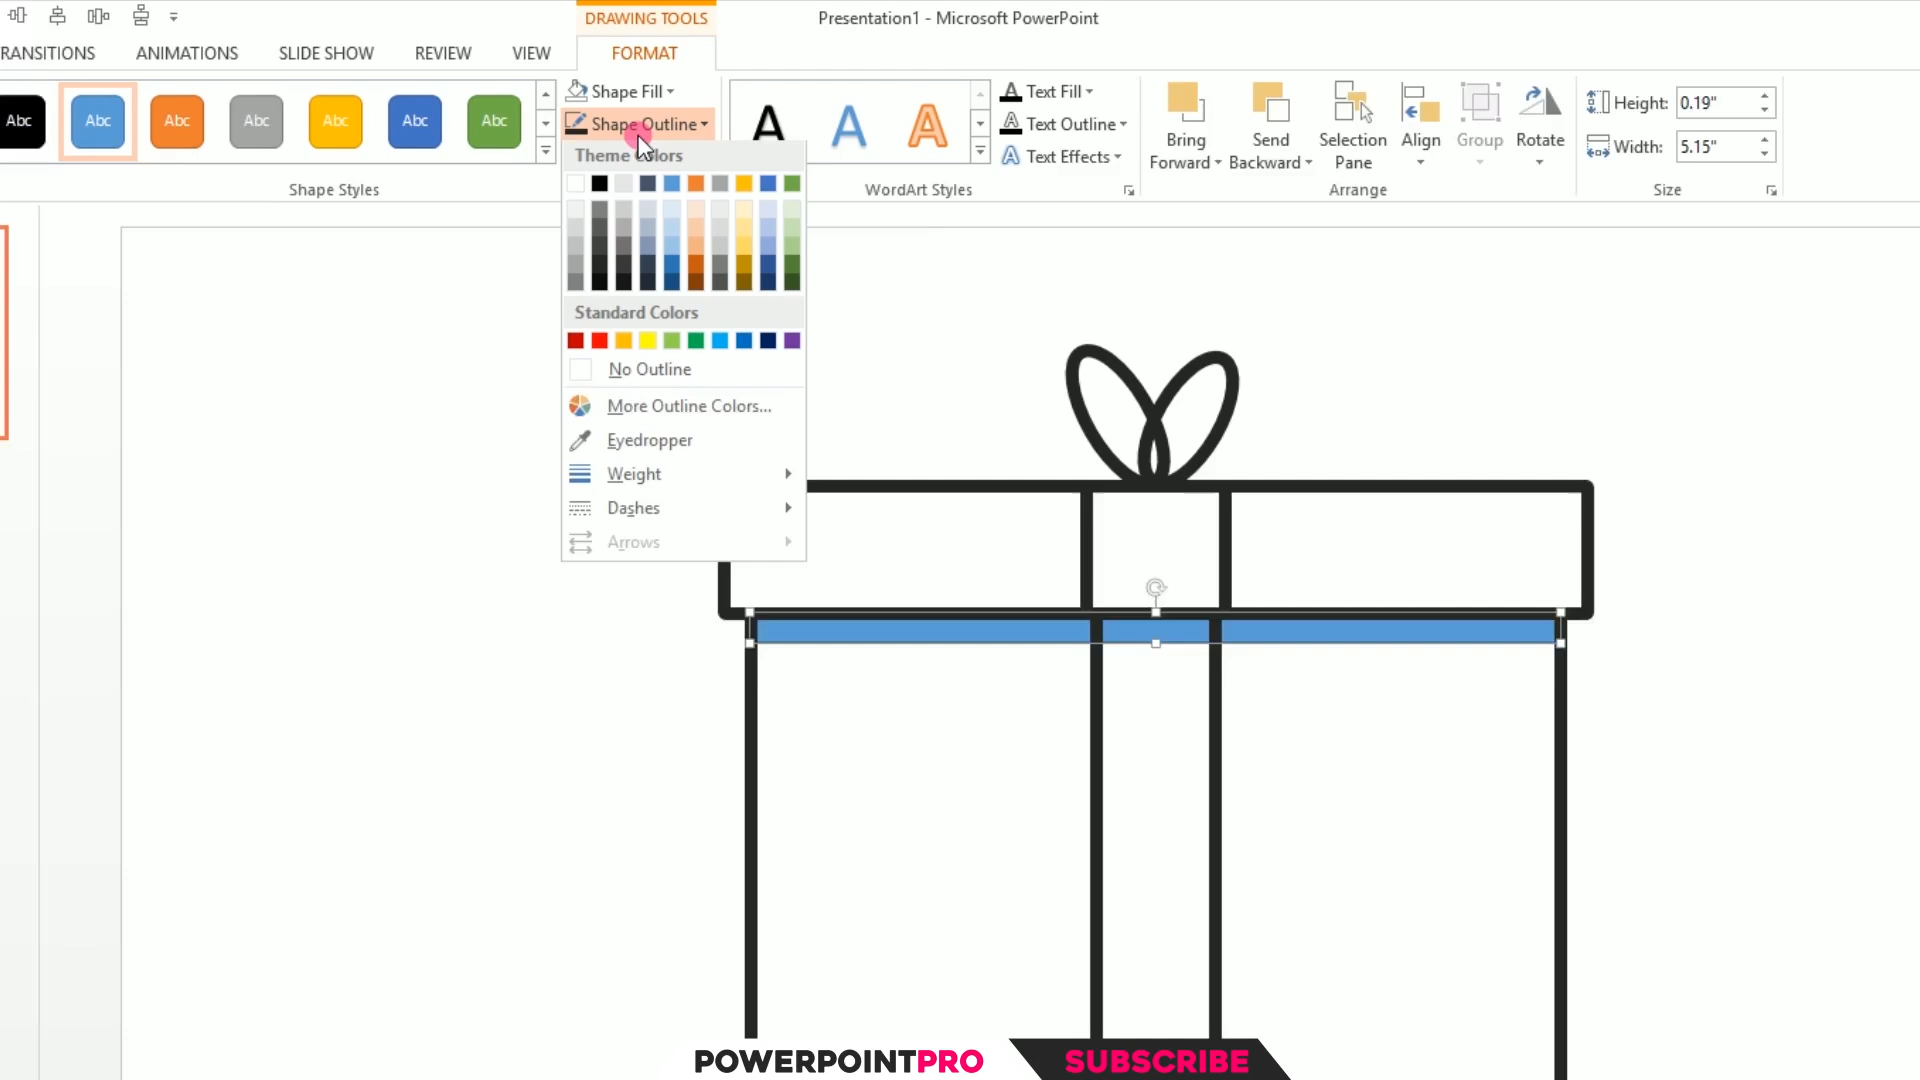 DRAWING TOOLS
Presentation1 - Microsoft PowerPoint
RANSITIONS ANIMATIONS SLIDE SHOW REVIEW VIEW FORMAT
Abc Abc Abc Abc Abc Abc Abc
Shape Fill
Shape Outline
A A A
Text Fill
Text Outline
Text Effects
Bring Forward
Send Backward
Selection Pane
Align
Group
Rotate
Height: 0.19"
Width: 5.15"
Shape Styles
WordArt Styles
Arrange
Size
Theme Colors
Standard Colors
No Outline
More Outline Colors...
Eyedropper
Weight
Dashes
Arrows
POWERPOINTPRO
SUBSCRIBE